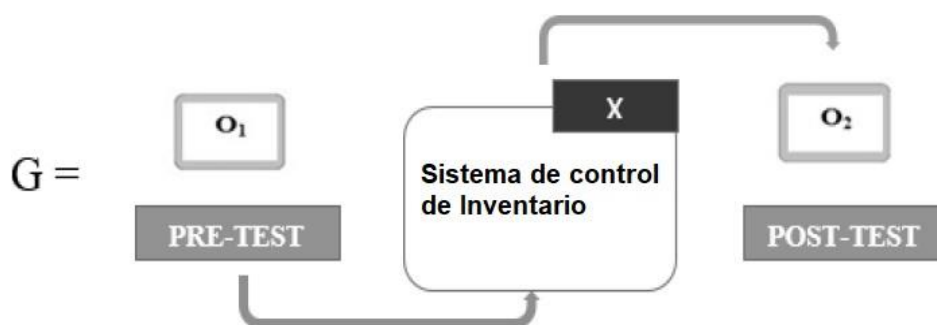 G =
O₁
PRE-TEST
X
Sistema de control
de Inventario
O₂
POST-TEST